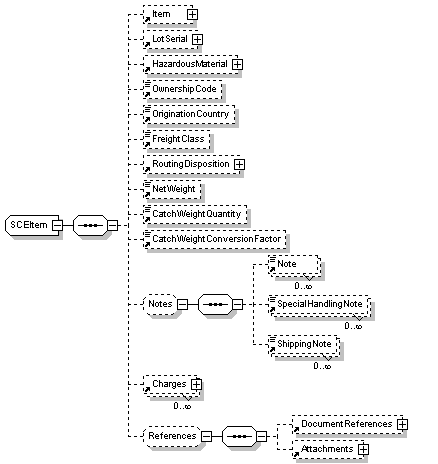 Item
LotSerial
HazardousMaterial
OwnershipCode
OriginationCountry
FreightClass
RoutingDisposition
NetWeight
CatchWeightQuantity
SCEItem
CatchWeightConversionFactor
Note
0..∞
Notes
SpecialHandlingNote
0..∞
ShippingNote
0..∞
Charges
0..∞
DocumentReferences
References
Attachments